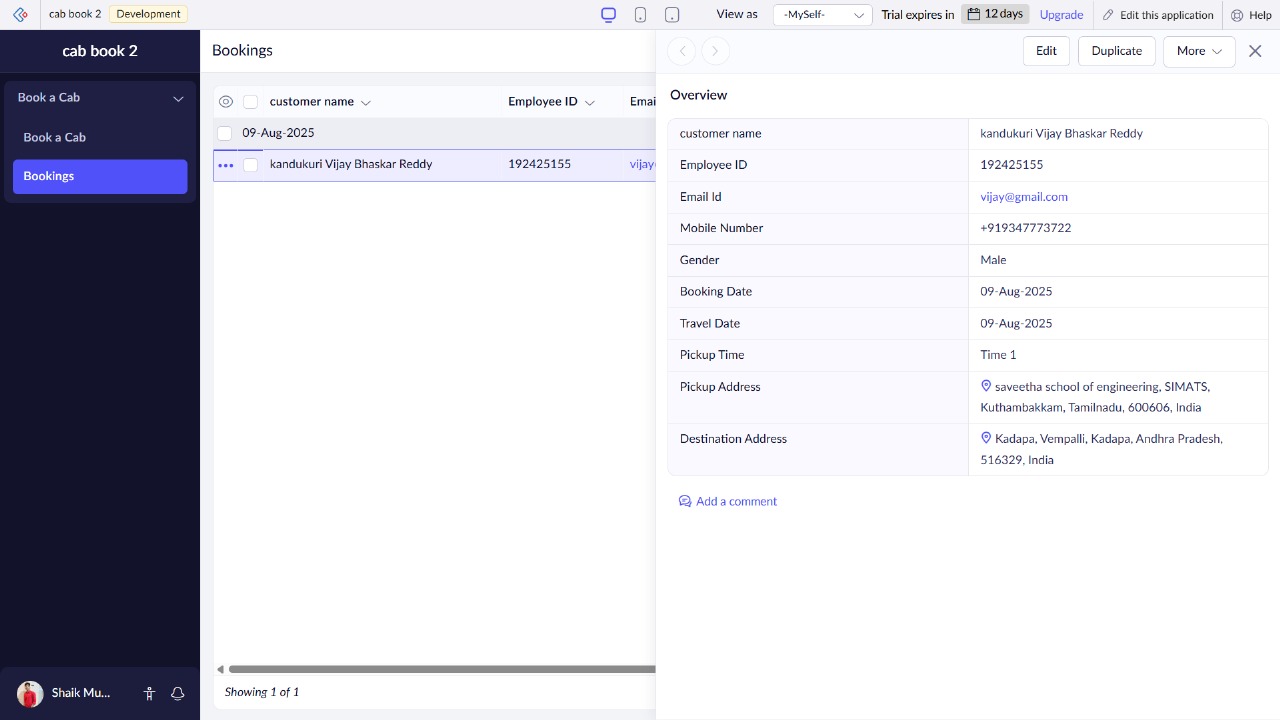 cab book 2
Development
View as
-MySelf-
Trial expires in
12 days
Upgrade
Edit this application
Help
cab book 2
Book a Cab
Book a Cab
Bookings
Shaik Mu...
Bookings
customer name
Employee ID
Emai
09-Aug-2025
kandukuri Vijay Bhaskar Reddy
192425155
vijay
Showing 1 of 1
Edit
Duplicate
More
Overview
customer name
kandukuri Vijay Bhaskar Reddy
Employee ID
192425155
Email Id
vijay@gmail.com
Mobile Number
+919347773722
Gender
Male
Booking Date
09-Aug-2025
Travel Date
09-Aug-2025
Pickup Time
Time 1
Pickup Address
saveetha school of engineering, SIMATS,
Kuthambakkam, Tamilnadu, 600606, India
Destination Address
Kadapa, Vempalli, Kadapa, Andhra Pradesh,
516329, India
Add a comment